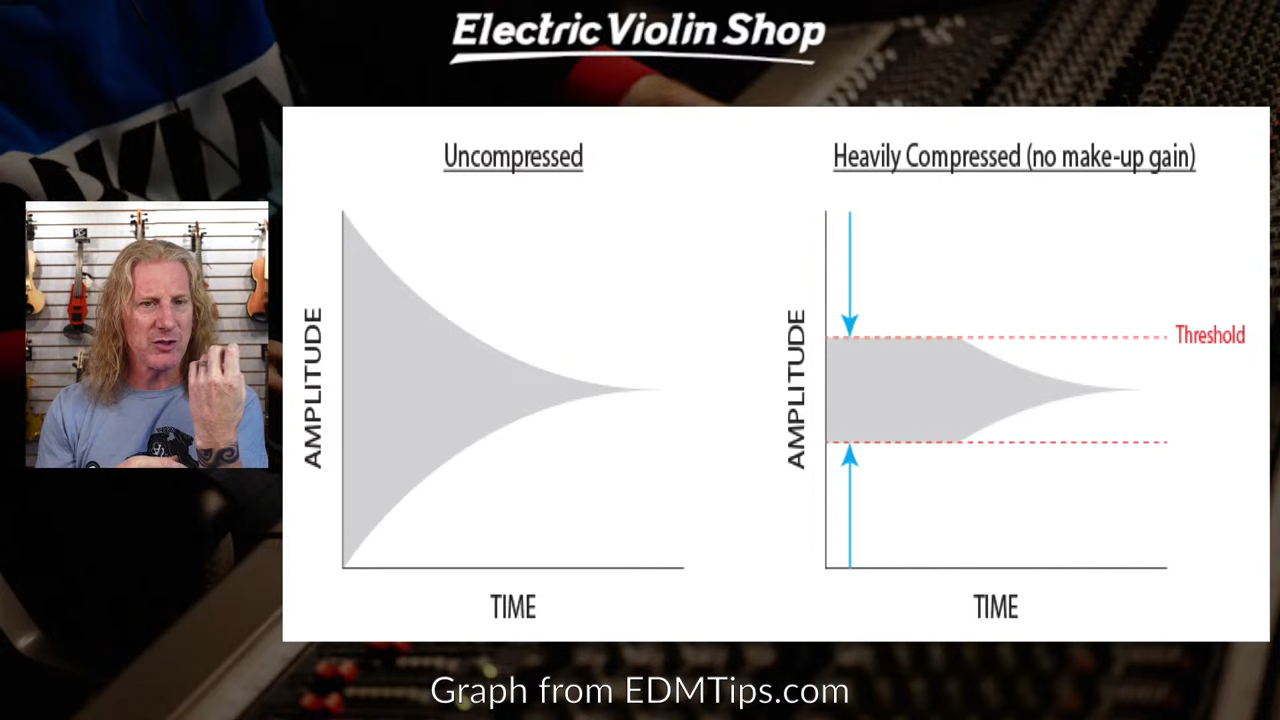 Electric Violin Shop
Uncompressed
Heavily Compressed (no make-up gain)
AMPLITUDE
AMPLITUDE
Threshold
TIME
TIME
Graph from EDMTips.com